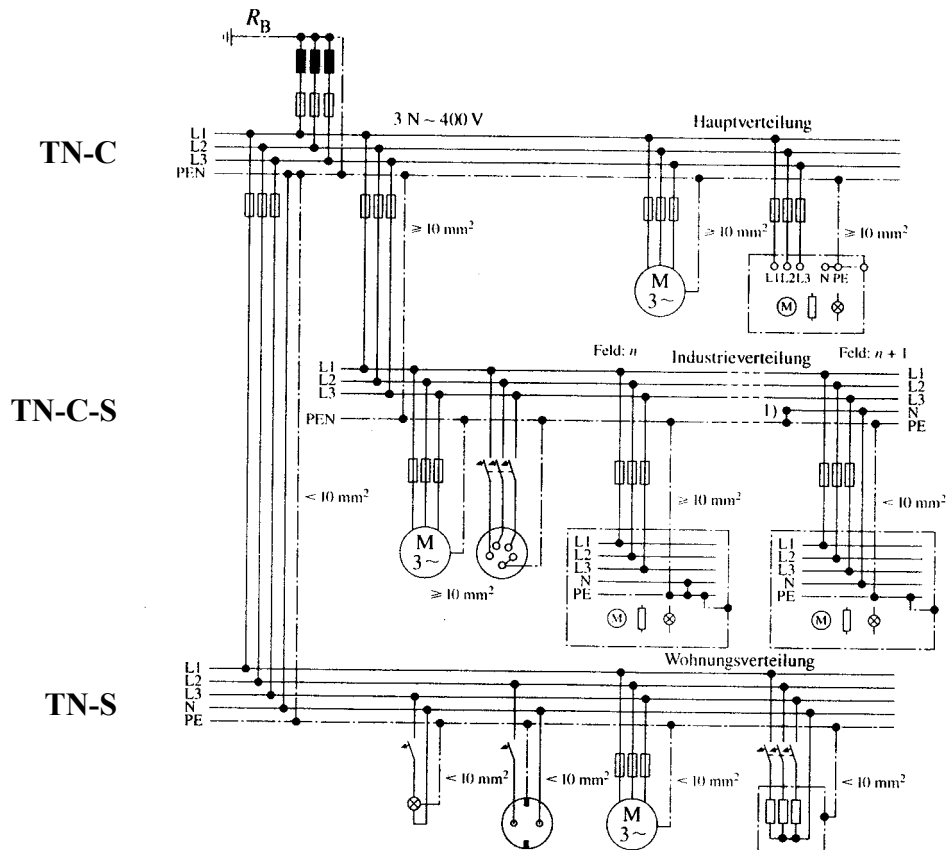 R_B
3 N ~ 400 V
Hauptverteilung
TN-C
L1
L2
L3
PEN
≥ 10 mm²
≥ 10 mm²
≥ 10 mm²
M
3~
L1 L2 L3 N PE
M
Feld: n
Industrieverteilung
Feld: n + 1
TN-C-S
L1
L2
L3
PEN
1)
L1
L2
L3
N
PE
< 10 mm²
≥ 10 mm²
< 10 mm²
M
3~
≥ 10 mm²
L1
L2
L3
N
PE
M
L1
L2
L3
N
PE
M
Wohnungsverteilung
TN-S
L1
L2
L3
N
PE
< 10 mm²
< 10 mm²
< 10 mm²
< 10 mm²
M
3~